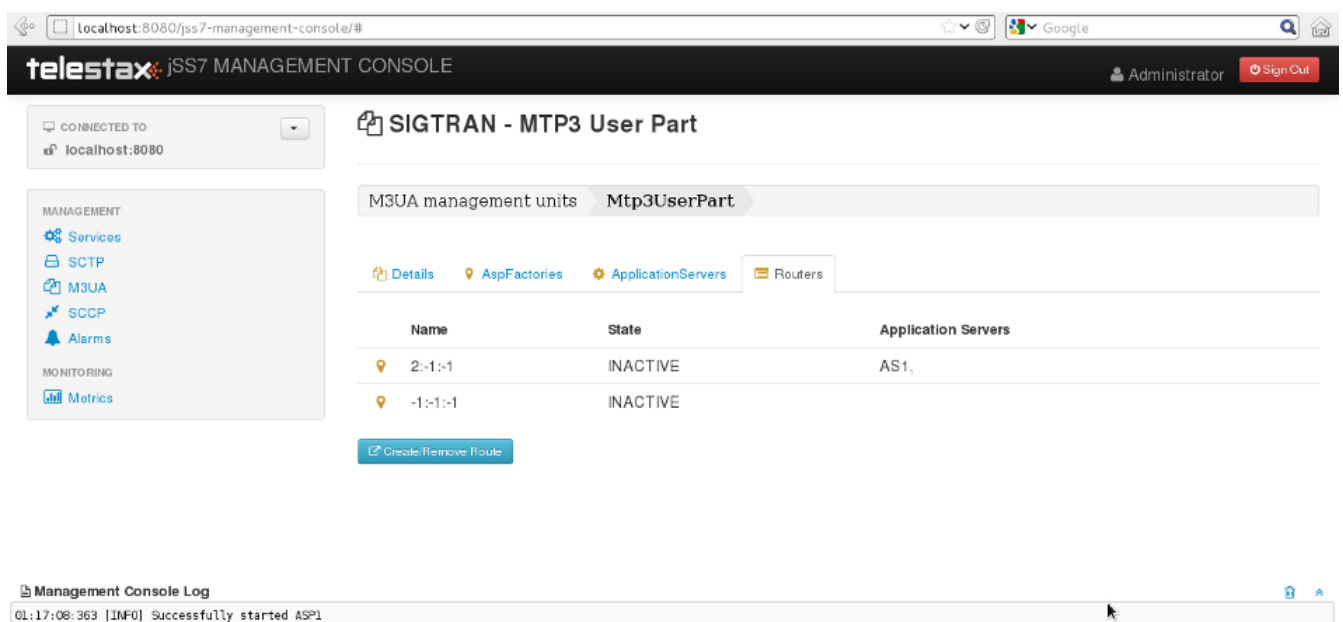 localhost:8080/jss7-management-console/#
Google
telestax jSS7 MANAGEMENT CONSOLE
Administrator
Sign Out
CONNECTED TO
localhost:8080
SIGTRAN - MTP3 User Part
M3UA management units Mtp3UserPart
MANAGEMENT
Services
SCTP
M3UA
SCCP
Alarms
MONITORING
Metrics
Details AspFactories ApplicationServers Routers
Name State Application Servers
2:-1:-1 INACTIVE AS1,
-1:-1:-1 INACTIVE
Create/Remove Route
Management Console Log
01:17:08:363 [INFO] Successfully started ASP1